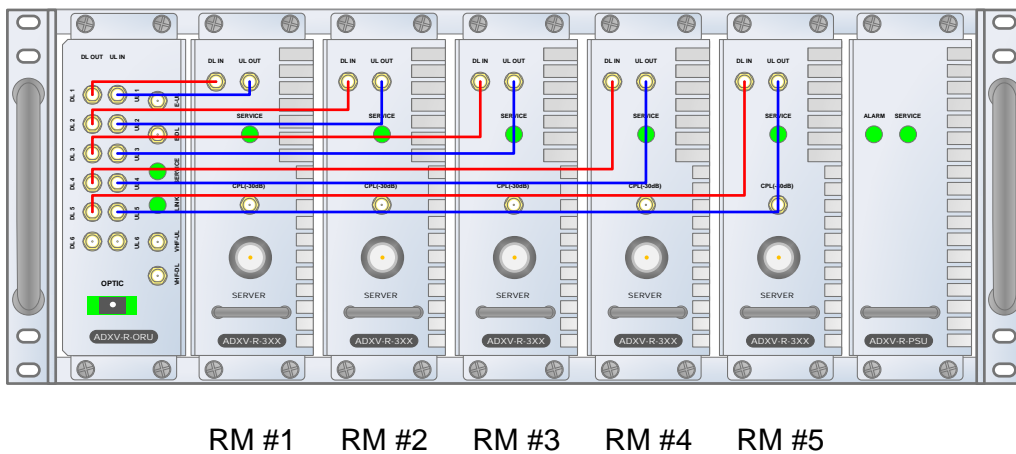 DL OUT UL IN
DL 1 UL 1 E-UL
DL 2 UL 2 E-DL
DL 3 UL 3 SERVICE
DL 4 UL 4 LINK
DL 5 UL 5 VHF-UL
DL 6 UL 6 VHF-DL
OPTIC
ADXV-R-ORU
DL IN UL OUT
SERVICE
CPL(-30dB)
SERVER
ADXV-R-3XX
DL IN UL OUT
SERVICE
CPL(-30dB)
SERVER
ADXV-R-3XX
DL IN UL OUT
SERVICE
CPL(-30dB)
SERVER
ADXV-R-3XX
DL IN UL OUT
SERVICE
CPL(-30dB)
SERVER
ADXV-R-3XX
DL IN UL OUT
SERVICE
CPL(-30dB)
SERVER
ADXV-R-3XX
ALARM SERVICE
ADXV-R-PSU
RM #1 RM #2 RM #3 RM #4 RM #5